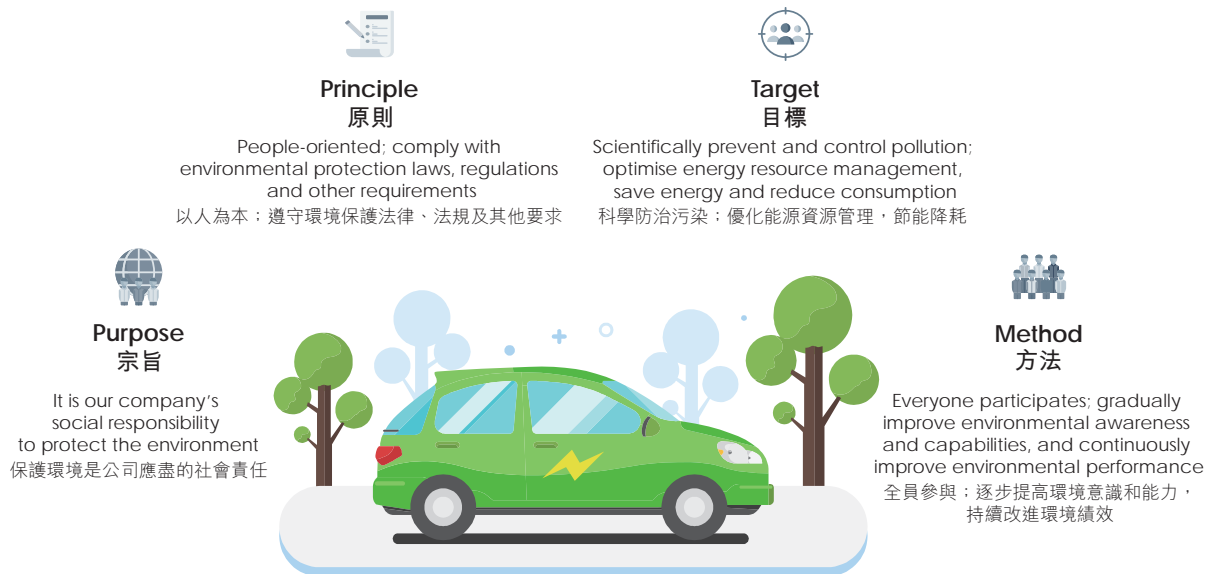 Principle
原則
People-oriented; comply with
environmental protection laws, regulations
and other requirements
以人為本；遵守環境保護法律、法規及其他要求
Target
目標
Scientifically prevent and control pollution;
optimise energy resource management,
save energy and reduce consumption
科學防治污染；優化能源資源管理，節能降耗
Purpose
宗旨
It is our company’s
social responsibility
to protect the environment
保護環境是公司應盡的社會責任
Method
方法
Everyone participates; gradually
improve environmental awareness
and capabilities, and continuously
improve environmental performance
全員參與；逐步提高環境意識和能力，
持續改進環境績效